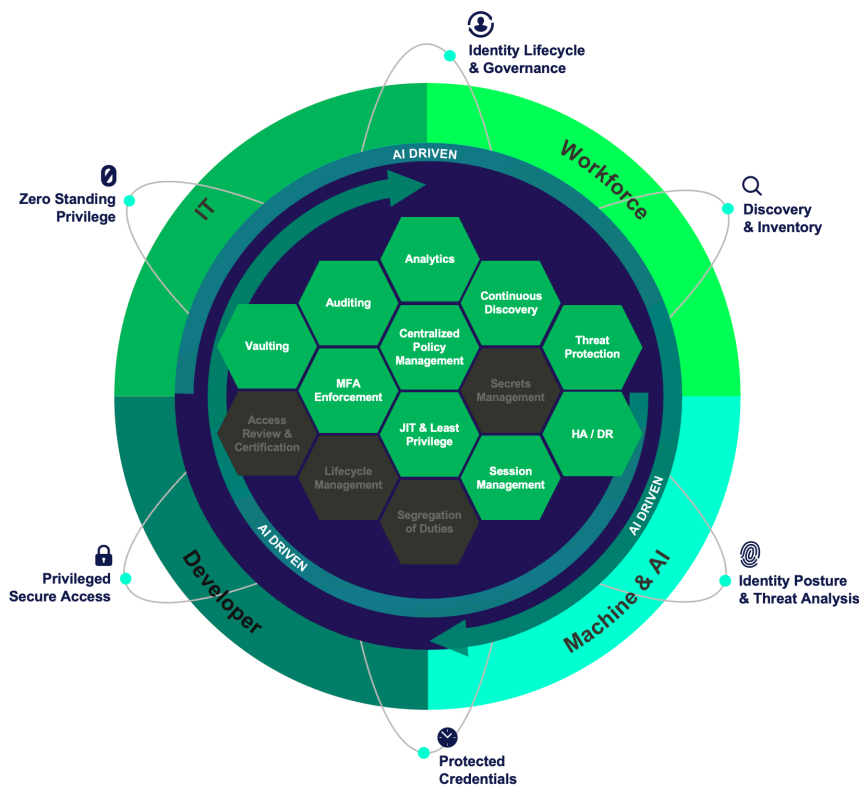 Identity Lifecycle
& Governance
AI DRIVEN
Workforce
IT
Zero Standing
Privilege
Discovery
& Inventory
Analytics
Auditing
Continuous
Discovery
Vaulting
Centralized
Policy
Management
Threat
Protection
MFA
Enforcement
Secrets
Management
Access
Review &
Certification
JIT & Least
Privilege
HA / DR
Lifecycle
Management
Session
Management
Segregation
of Duties
AI DRIVEN
AI DRIVEN
Developer
Machine & AI
Privileged
Secure Access
Identity Posture
& Threat Analysis
Protected
Credentials